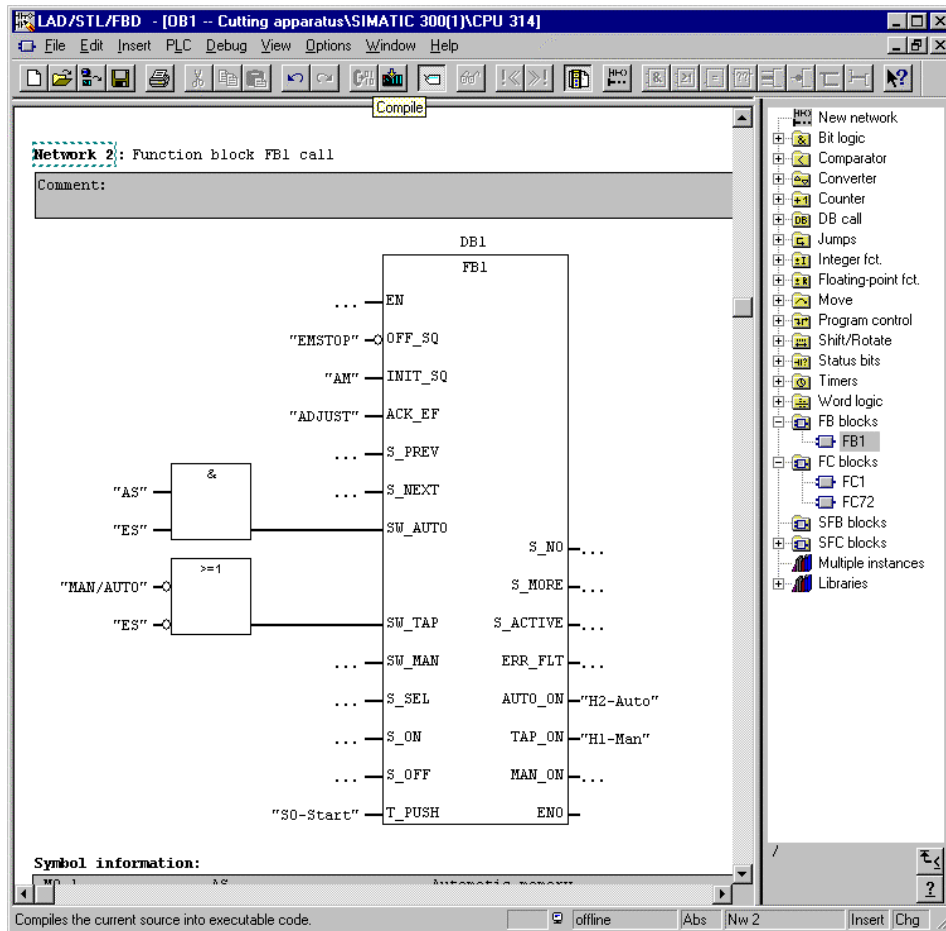 LAD/STL/FBD - [OB1 -- Cutting apparatus\SIMATIC 300(1)\CPU 314]
File Edit Insert PLC Debug View Options Window Help
Compile
Network 2: Function block FB1 call
Comment:
DB1
FB1
... EN
"EMSTOP" OFF_SQ
"AM" INIT_SQ
"ADJUST" ACK_EF
... S_PREV
&
"AS" ... S_NEXT
"ES" SW_AUTO
S_NO ...
>=1
"MAN/AUTO" S_MORE ...
"ES" SW_TAP S_ACTIVE ...
... SW_MAN ERR_FLT ...
... S_SEL AUTO_ON "H2-Auto"
... S_ON TAP_ON "H1-Man"
... S_OFF MAN_ON ...
"S0-Start" T_PUSH ENO
Symbol information:
M0.1 AS Automatic memory
New network
Bit logic
Comparator
Converter
Counter
DB call
Jumps
Integer fct.
Floating-point fct.
Move
Program control
Shift/Rotate
Status bits
Timers
Word logic
FB blocks
FB1
FC blocks
FC1
FC72
SFB blocks
SFC blocks
Multiple instances
Libraries
/
Compiles the current source into executable code. offline Abs Nw 2 Insert Chg